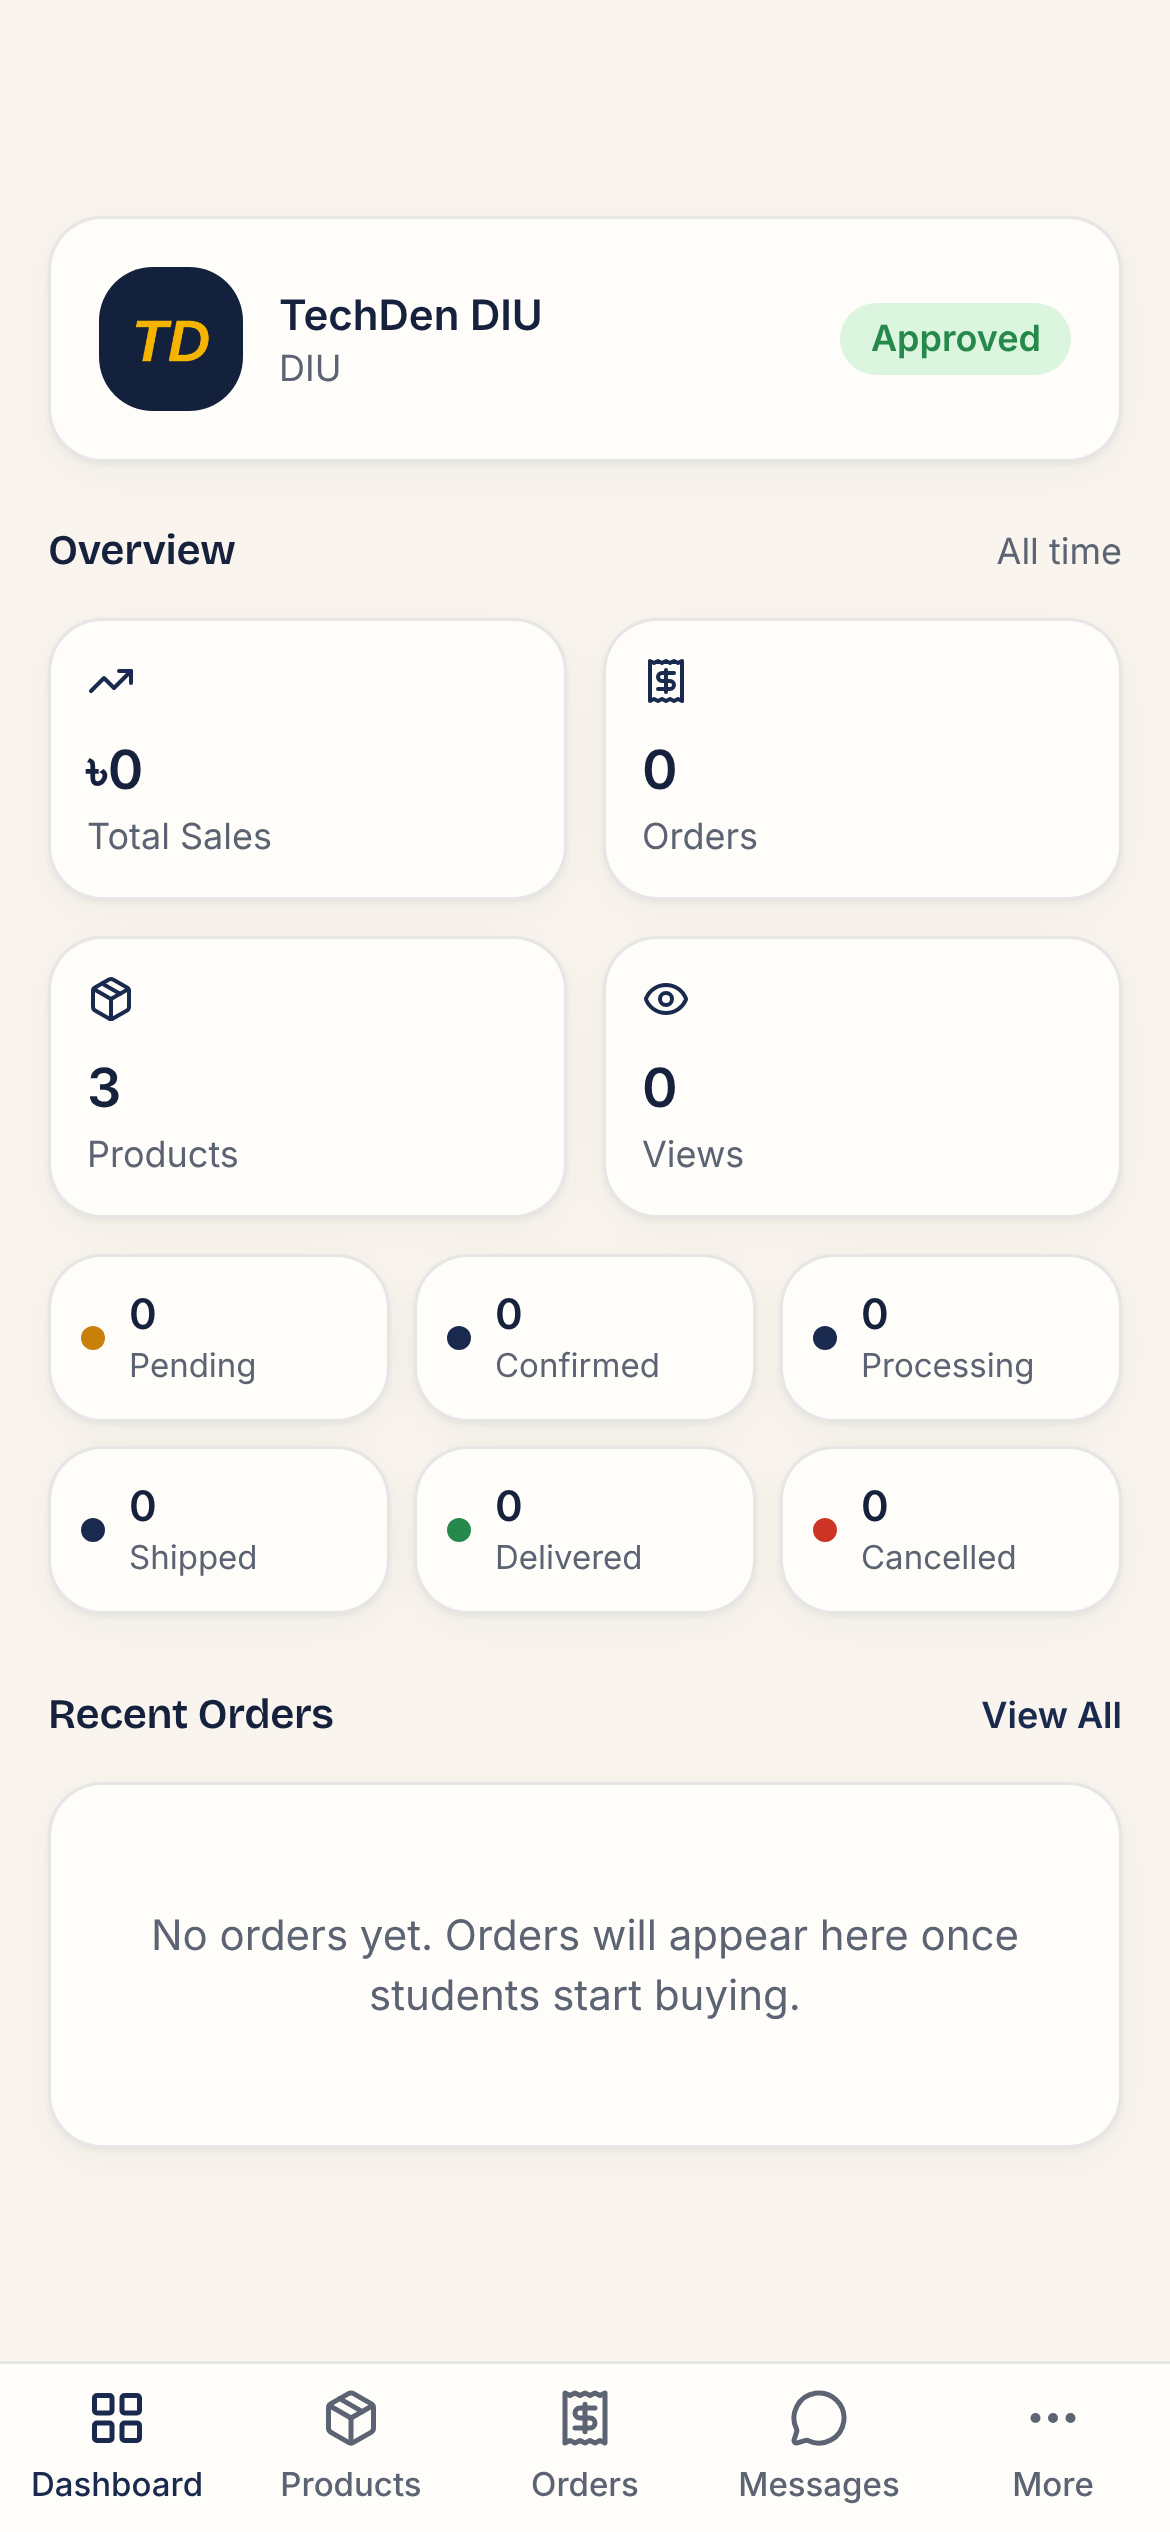 TD
TechDen DIU
DIU
Approved
Overview
All time
৳0
Total Sales
0
Orders
3
Products
0
Views
0
Pending
0
Confirmed
0
Processing
0
Shipped
0
Delivered
0
Cancelled
Recent Orders
View All
No orders yet. Orders will appear here once
students start buying.
Dashboard
Products
Orders
Messages
More